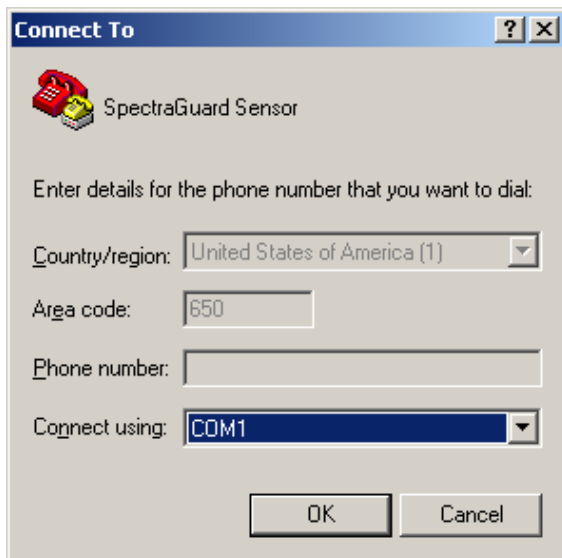 Connect To
SpectraGuard Sensor
Enter details for the phone number that you want to dial:
Country/region: United States of America (1)
Area code: 650
Phone number:
Connect using: COM1
OK Cancel